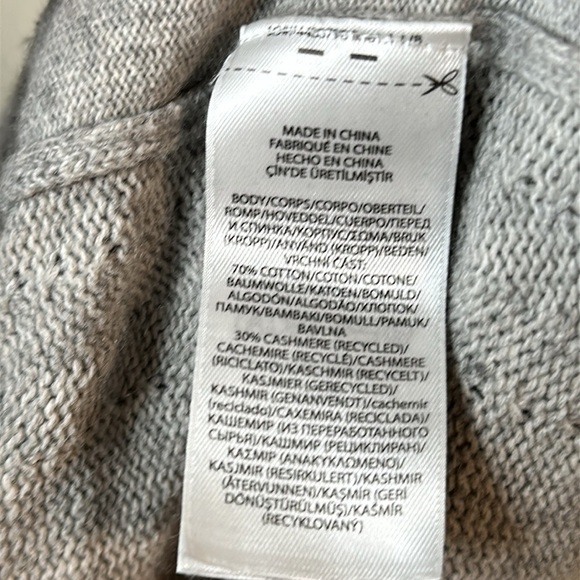 MADE IN CHINA
FABRIQUÉ EN CHINE
HECHO EN CHINA
ÇİN'DE ÜRETİLMİŞTİR
BODY/CORPS/CORPO/OBERTEIL/
ROMP/HOVEDDEL/CUERPO/ПЕРЕД
И СПИНКА/КОРПУС/ΣΩΜΑ/BRUK
(KROPP)/ANVÄND (KROPP)/BEDEN/
VRCHNÍ ČÁST:
70% COTTON/COTON/COTONE/
BAUMWOLLE/KATOEN/BOMULD/
ALGODÓN/ALGODÃO/ХЛОПОК/
ПАМУК/ΒΑΜΒΑΚΙ/BOMULL/PAMUK/
BAVLNA
30% CASHMERE (RECYCLED)/
CACHEMIRE (RECYCLÉ)/CASHMERE
(RICICLATO)/KASCHMIR (RECYCELT)/
KASJMIER (GERECYCLED)/
KASHMIR (GENANVENDT)/cachemir
(reciclado)/CAXEMIRA (RECICLADA)/
КАШЕМИР (ИЗ ПЕРЕРАБОТАННОГО
СЫРЬЯ)/КАШМИР (РЕЦИКЛИРАН)/
ΚΑΣΜΙΡ (ΑΝΑΚΥΚΛΩΜΕΝΟ)/
KASJMIR (RESIRKULERT)/KASHMIR
(ÅTERVUNNEN)/KAŞMİR (GERİ
DÖNÜŞTÜRÜLMÜŞ)/KAŠMÍR
(RECYKLOVANÝ)